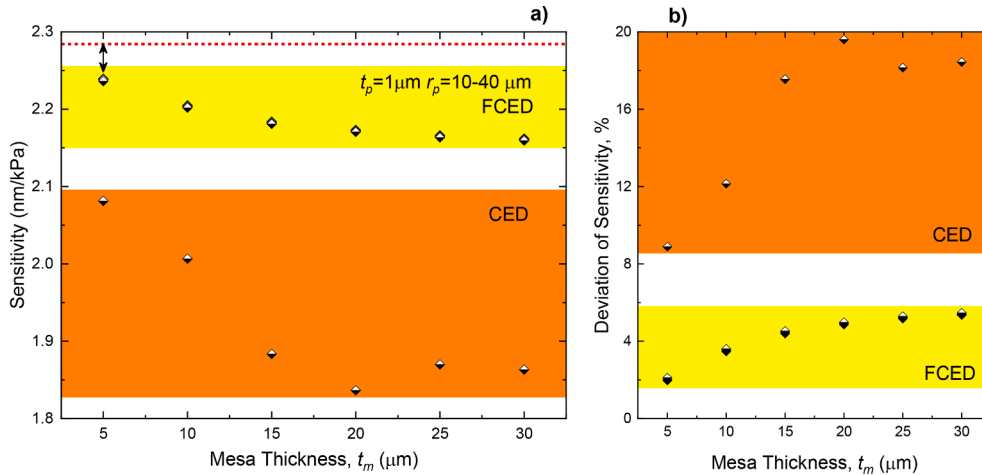 a)
2.3
2.2
2.1
2.0
1.9
1.8
Sensitivity (nm/kPa)
t_p=1μm r_p=10-40 μm
FCED
CED
5 10 15 20 25 30
Mesa Thickness, t_m (μm)
b)
20
16
12
8
4
0
Deviation of Sensitivity, %
CED
FCED
5 10 15 20 25 30
Mesa Thickness, t_m (μm)